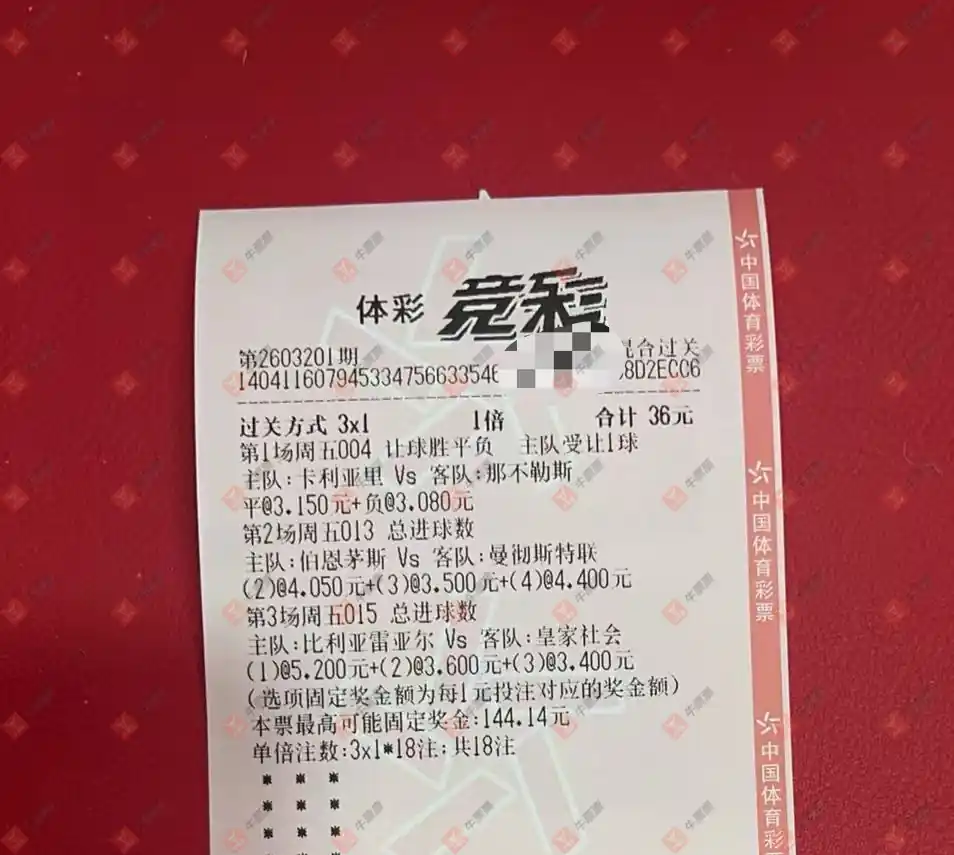 体彩 竞彩
第2603201期 混合过关
140411607945334756633548 8D2ECC6
过关方式 3x1 1倍 合计 36元
第1场周五004 让球胜平负 主队受让1球
主队:卡利亚里 Vs 客队:那不勒斯
平@3.150元+负@3.080元
第2场周五013 总进球数
主队:伯恩茅斯 Vs 客队:曼彻斯特联
(2)@4.050元+(3)@3.500元+(4)@4.400元
第3场周五015 总进球数
主队:比利亚雷亚尔 Vs 客队:皇家社会
(1)@5.200元+(2)@3.600元+(3)@3.400元
(选项固定奖金额为每1元投注对应的奖金额)
本票最高可能固定奖金:144.14元
单倍注数:3x1*18注; 共18注
* * *
* * *
* * *
中国体育彩票
中国体育彩票
中国体育彩